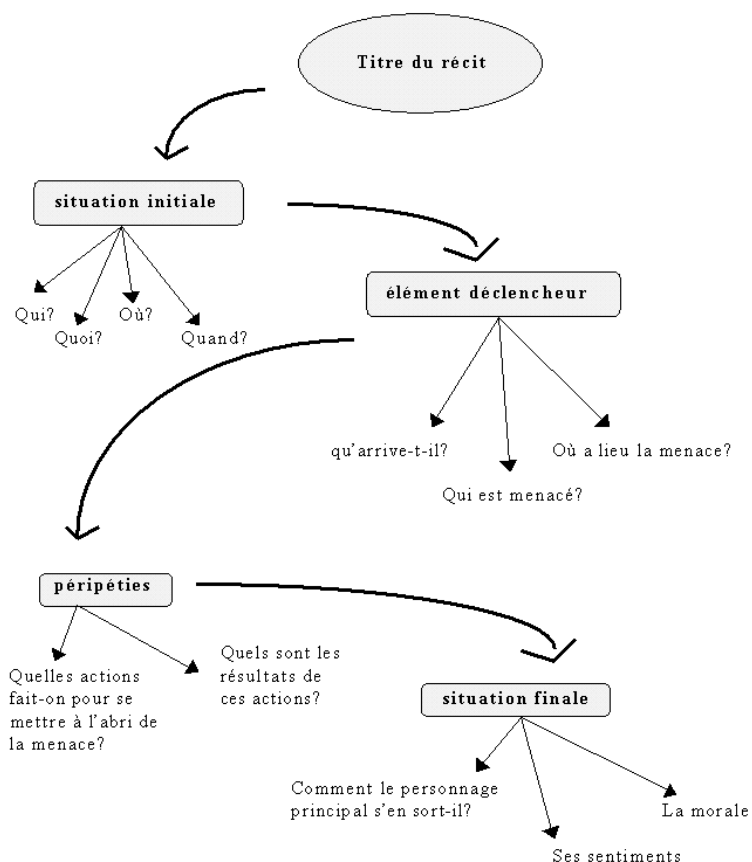 Titre du récit
situation initiale
Qui?
Quoi?
Où?
Quand?
élément déclencheur
qu'arrive-t-il?
Qui est menacé?
Où a lieu la menace?
péripéties
Quelles actions
fait-on pour se
mettre à l'abri de
la menace?
Quels sont les
résultats de
ces actions?
situation finale
Comment le personnage
principal s'en sort-il?
Ses sentiments
La morale